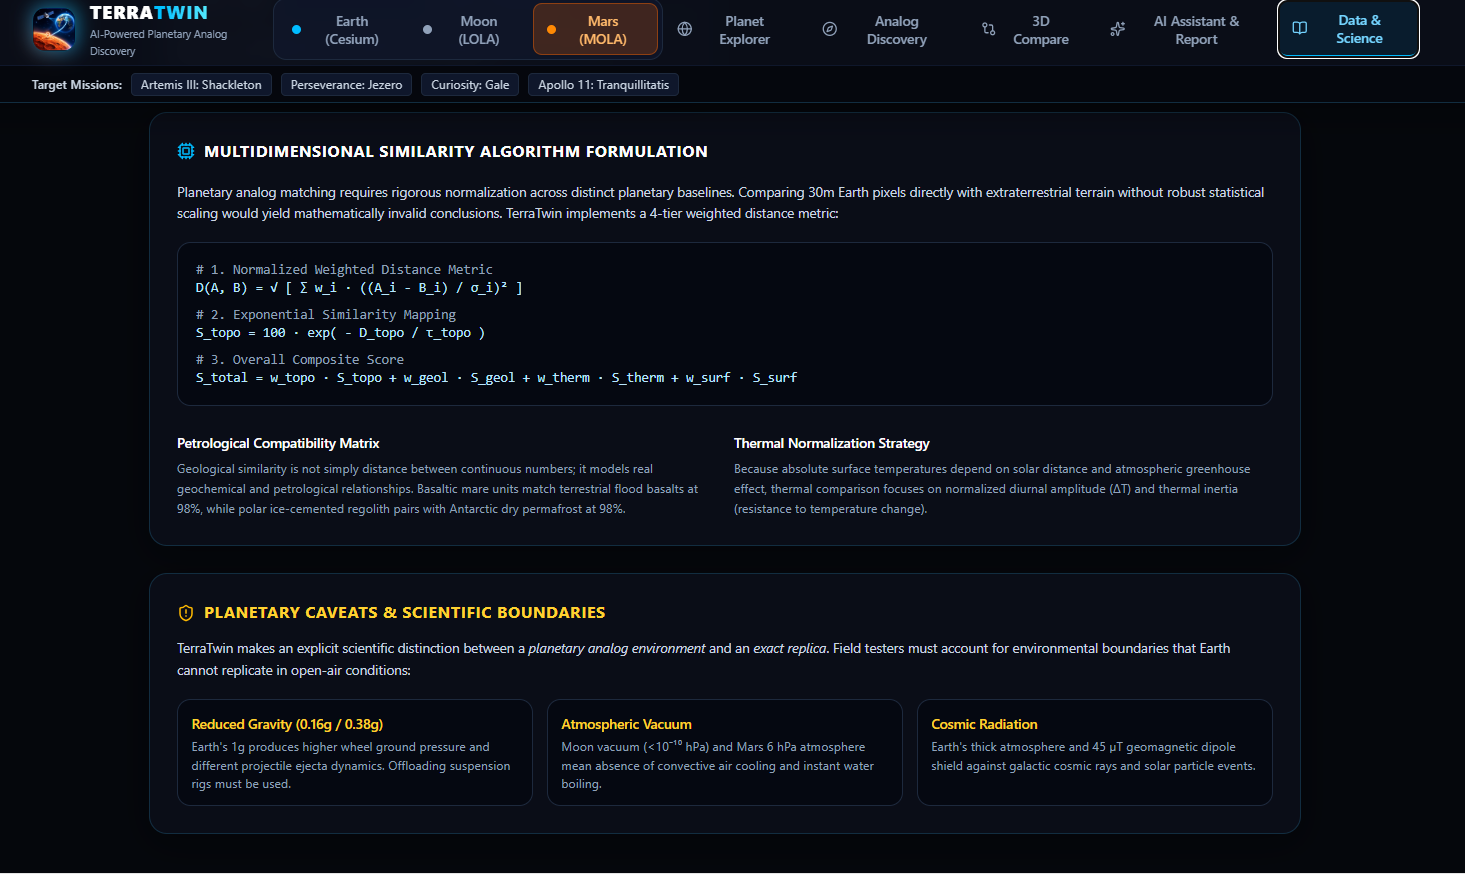 TERRATWIN
AI-Powered Planetary Analog
Discovery
Earth
(Cesium)
Moon
(LOLA)
Mars
(MOLA)
Planet
Explorer
Analog
Discovery
3D
Compare
AI Assistant &
Report
Data &
Science
Target Missions:
Artemis III: Shackleton
Perseverance: Jezero
Curiosity: Gale
Apollo 11: Tranquillitatis
MULTIDIMENSIONAL SIMILARITY ALGORITHM FORMULATION
Planetary analog matching requires rigorous normalization across distinct planetary baselines. Comparing 30m Earth pixels directly with extraterrestrial terrain without robust statistical
scaling would yield mathematically invalid conclusions. TerraTwin implements a 4-tier weighted distance metric:
# 1. Normalized Weighted Distance Metric
D(A, B) = √ [ ∑ w_i · ((A_i - B_i) / σ_i)² ]
# 2. Exponential Similarity Mapping
S_topo = 100 · exp( - D_topo / τ_topo )
# 3. Overall Composite Score
S_total = w_topo · S_topo + w_geol · S_geol + w_therm · S_therm + w_surf · S_surf
Petrological Compatibility Matrix
Geological similarity is not simply distance between continuous numbers; it models real
geochemical and petrological relationships. Basaltic mare units match terrestrial flood basalts at
98%, while polar ice-cemented regolith pairs with Antarctic dry permafrost at 98%.
Thermal Normalization Strategy
Because absolute surface temperatures depend on solar distance and atmospheric greenhouse
effect, thermal comparison focuses on normalized diurnal amplitude (ΔT) and thermal inertia
(resistance to temperature change).
PLANETARY CAVEATS & SCIENTIFIC BOUNDARIES
TerraTwin makes an explicit scientific distinction between a planetary analog environment and an exact replica. Field testers must account for environmental boundaries that Earth
cannot replicate in open-air conditions:
Reduced Gravity (0.16g / 0.38g)
Earth's 1g produces higher wheel ground pressure and
different projectile ejecta dynamics. Offloading suspension
rigs must be used.
Atmospheric Vacuum
Moon vacuum (<10⁻¹⁰ hPa) and Mars 6 hPa atmosphere
mean absence of convective air cooling and instant water
boiling.
Cosmic Radiation
Earth's thick atmosphere and 45 μT geomagnetic dipole
shield against galactic cosmic rays and solar particle events.